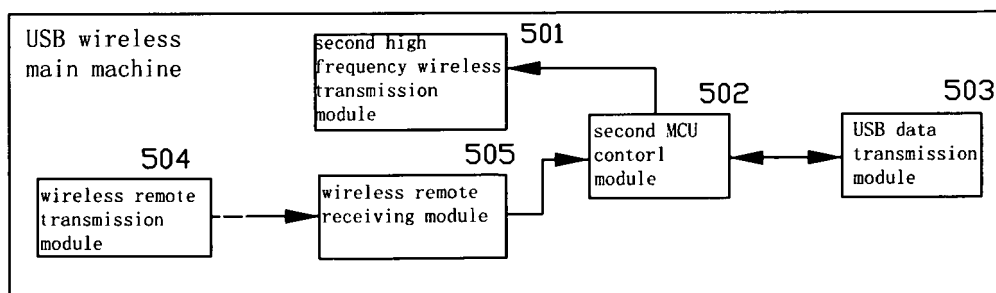 USB wireless
main machine
501
second high
frequency wireless
transmission
module
502
second MCU
contorl
module
503
USB data
transmission
module
504
wireless remote
transmission
module
505
wireless remote
receiving module